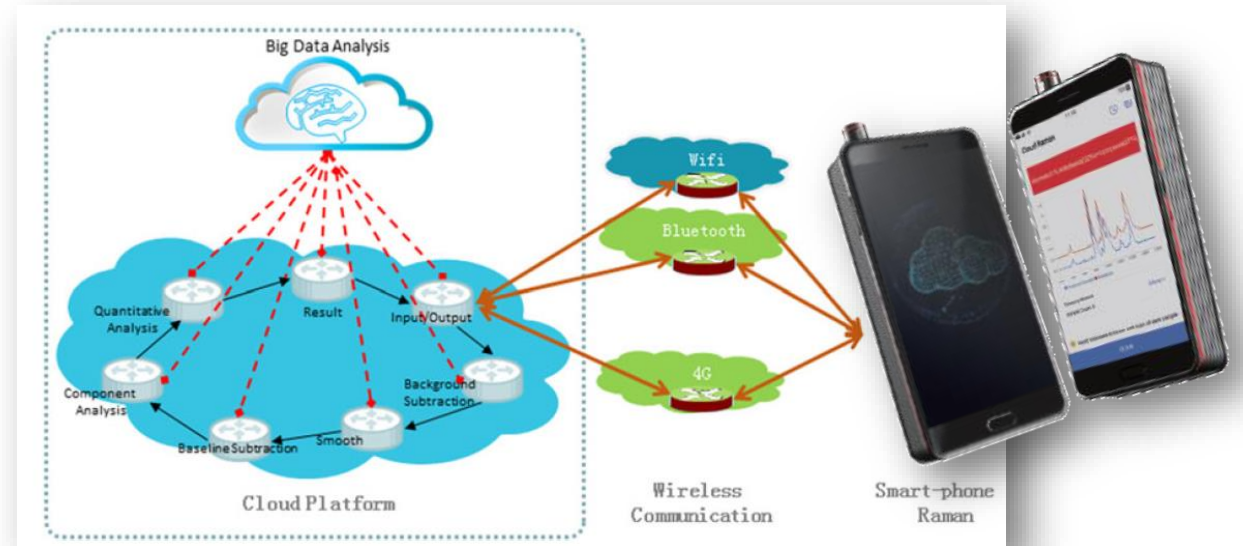 Big Data Analysis
Wifi
Bluetooth
4G
Quantitative
Analysis
Result
Input/Output
Component
Analysis
Background
Subtraction
Baseline Subtraction
Smooth
Cloud Platform
Wireless
Communication
Smart-phone
Raman
Cloud Raman